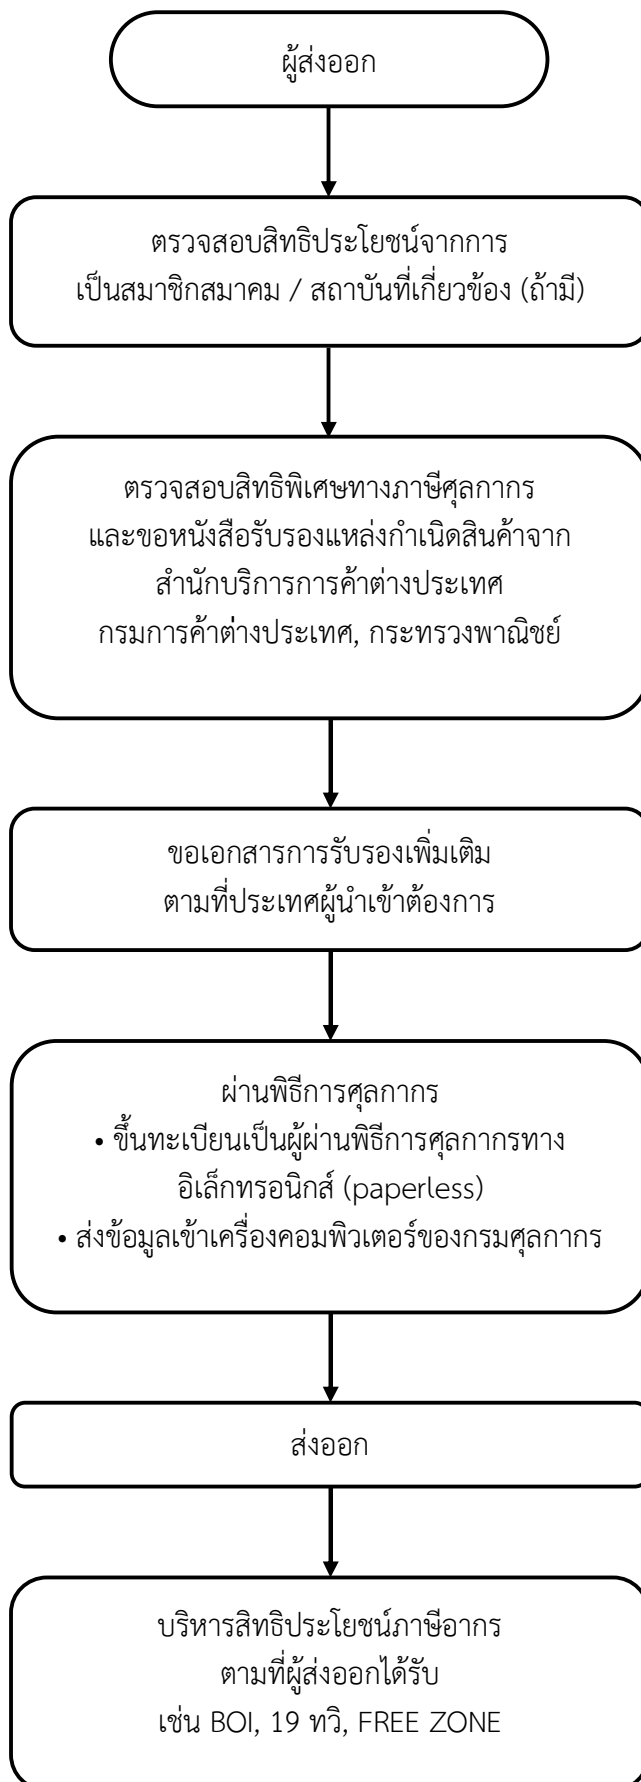 ผู้ส่งออก
ตรวจสอบสิทธิประโยชน์จากการ
เป็นสมาชิกสมาคม / สถาบันที่เกี่ยวข้อง (ถ้ามี)
ตรวจสอบสิทธิพิเศษทางภาษีศุลกากร
และขอหนังสือรับรองแหล่งกำเนิดสินค้าจาก
สำนักบริการการค้าต่างประเทศ
กรมการค้าต่างประเทศ, กระทรวงพาณิชย์
ขอเอกสารการรับรองเพิ่มเติม
ตามที่ประเทศผู้นำเข้าต้องการ
ผ่านพิธีการศุลกากร
• ขึ้นทะเบียนเป็นผู้ผ่านพิธีการศุลกากรทาง
อิเล็กทรอนิกส์ (paperless)
• ส่งข้อมูลเข้าเครื่องคอมพิวเตอร์ของกรมศุลกากร
ส่งออก
บริหารสิทธิประโยชน์ภาษีอากร
ตามที่ผู้ส่งออกได้รับ
เช่น BOI, 19 ทวิ, FREE ZONE